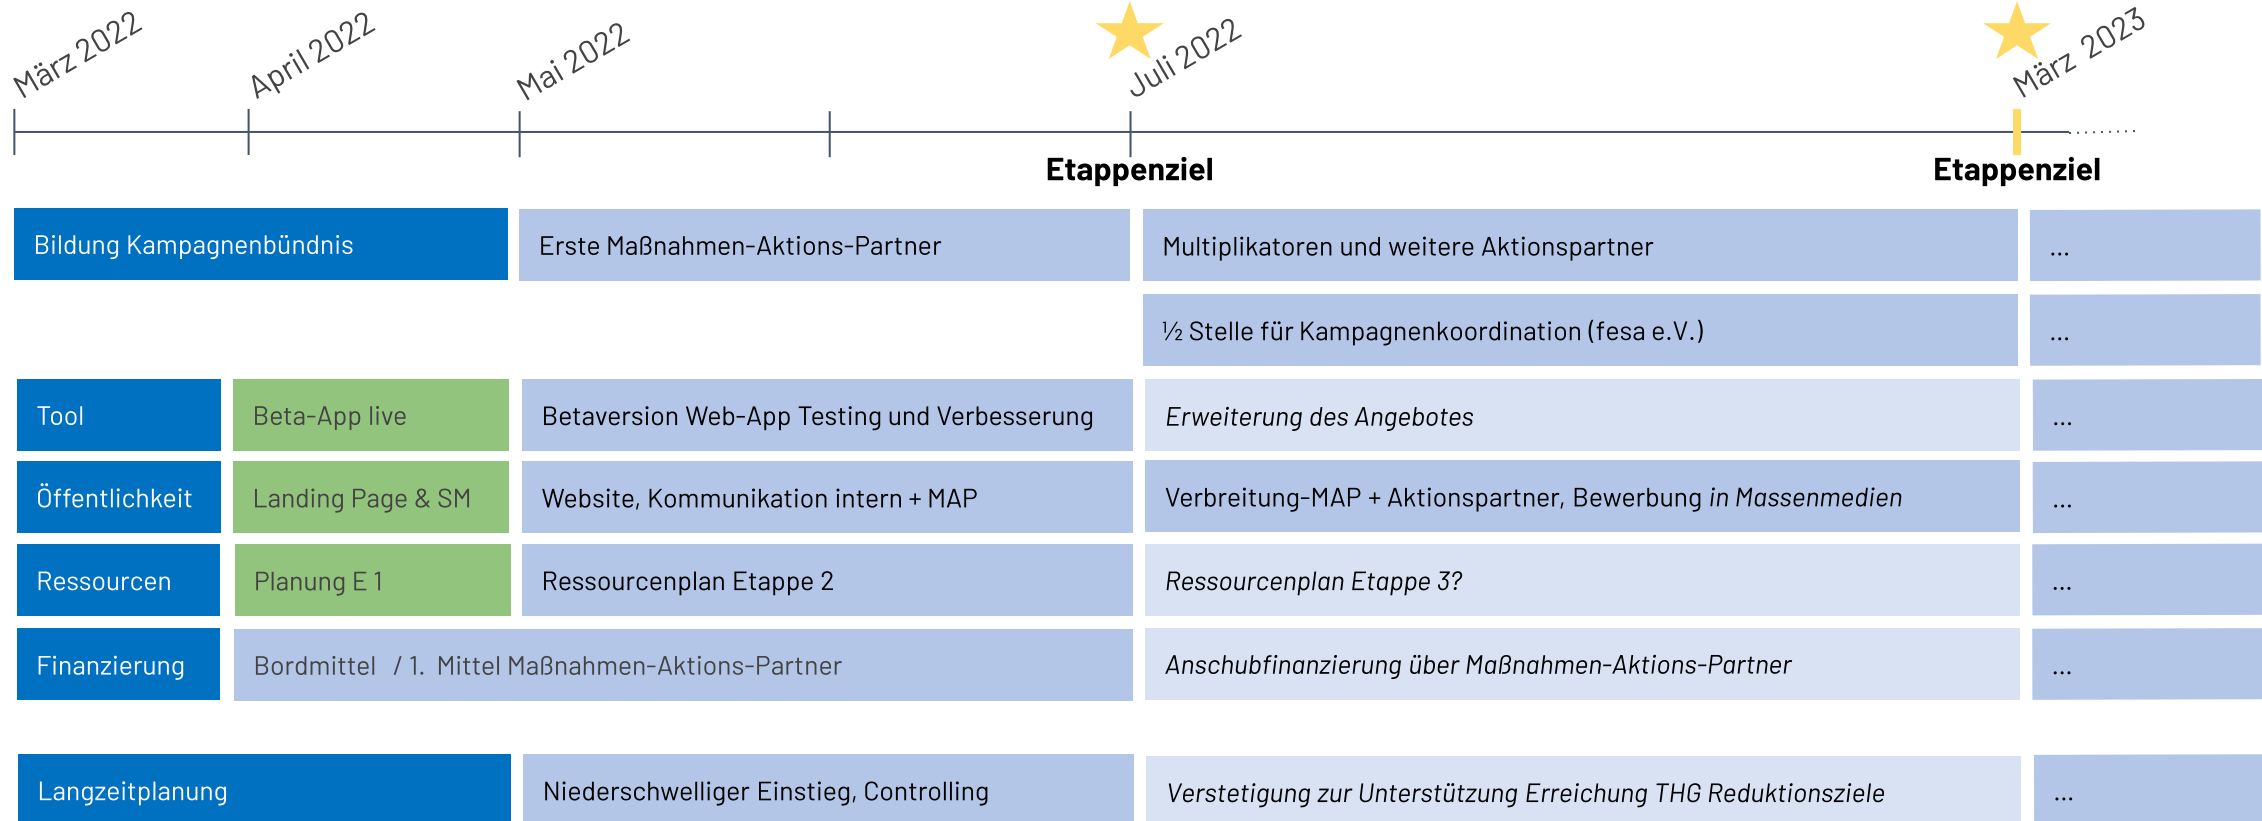 März 2022
April 2022
Mai 2022
Juli 2022
März 2023
Etappenziel
Etappenziel
Bildung Kampagnenbündnis
Erste Maßnahmen-Aktions-Partner
Multiplikatoren und weitere Aktionspartner
...
½ Stelle für Kampagnenkoordination (fesa e.V.)
...
Tool
Beta-App live
Betaversion Web-App Testing und Verbesserung
Erweiterung des Angebotes
...
Öffentlichkeit
Landing Page & SM
Website, Kommunikation intern + MAP
Verbreitung-MAP + Aktionspartner, Bewerbung in Massenmedien
...
Ressourcen
Planung E 1
Ressourcenplan Etappe 2
Ressourcenplan Etappe 3?
...
Finanzierung
Bordmittel / 1. Mittel Maßnahmen-Aktions-Partner
Anschubfinanzierung über Maßnahmen-Aktions-Partner
...
Langzeitplanung
Niederschwelliger Einstieg, Controlling
Verstetigung zur Unterstützung Erreichung THG Reduktionsziele
...